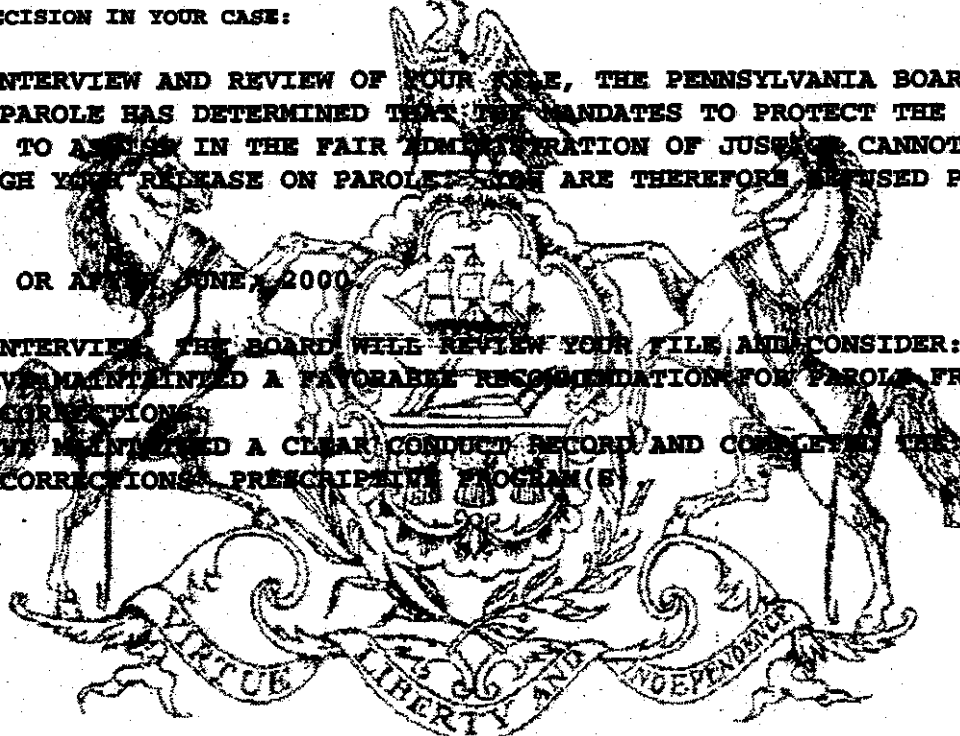 ECISION IN YOUR CASE:
NTERVIEW AND REVIEW OF YOUR FILE, THE PENNSYLVANIA BOAR
PAROLE HAS DETERMINED THAT THE MANDATES TO PROTECT THE
TO ASSIST IN THE FAIR ADMINISTRATION OF JUSTICE CANNOT
GH YOUR RELEASE ON PAROLE. YOU ARE THEREFORE REFUSED P
OR AFTER JUNE, 2000.
NTERVIEW, THE BOARD WILL REVIEW YOUR FILE AND CONSIDER:
VE MAINTAINTED A FAVORABLE RECOMMENDATION FOR PAROLE FR
CORRECTIONS.
VE MAINTAINED A CLEAR CONDUCT RECORD AND COMPLETED THE
CORRECTIONS' PRESCRIPTIVE PROGRAM(S).
VIRTUE LIBERTY AND INDEPENDENCE